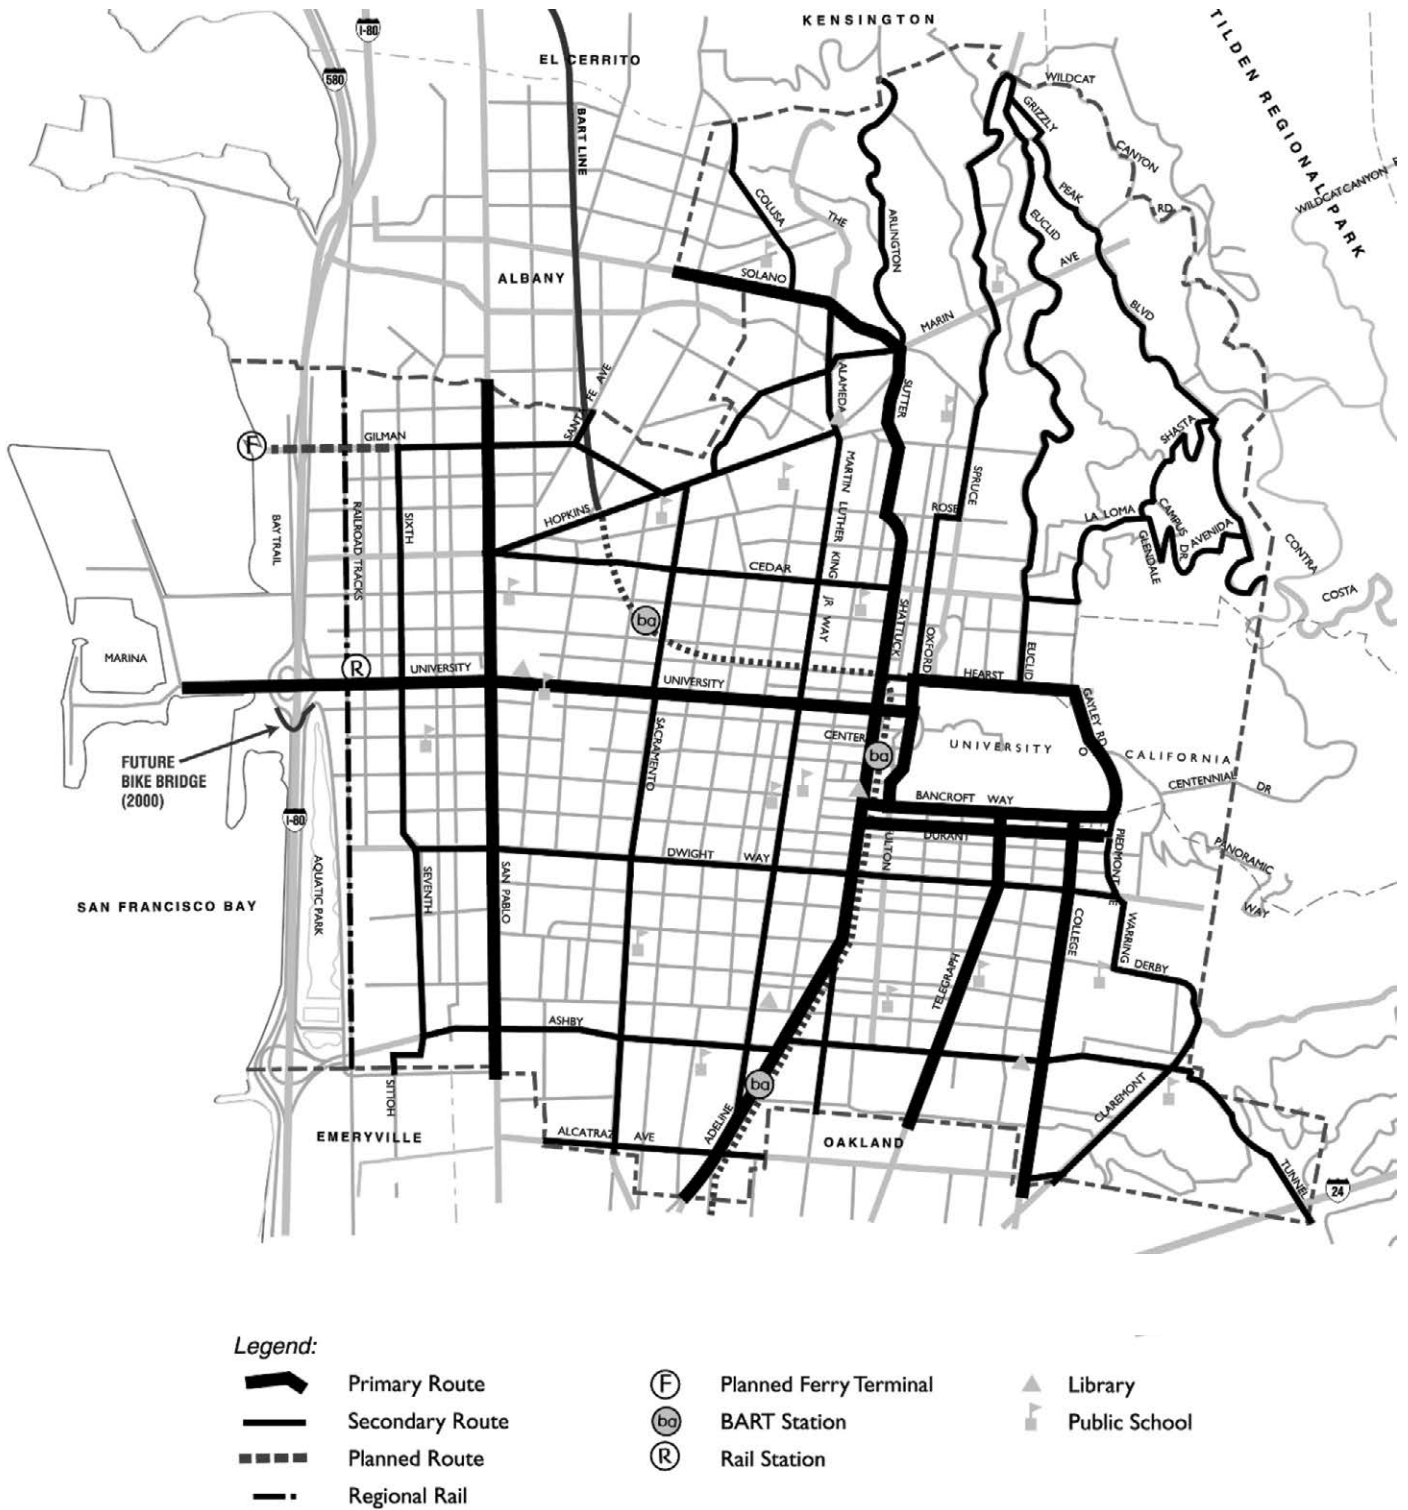 KENSINGTON
I-80
EL CERRITO
580
TILDEN REGIONAL PARK
WILDCAT
GRIZZLY
BART LINE
CANYON
WILDCAT CANYON
PEAK
RD
COLUSA
THE
ARLINGTON
EUCLID
AVE
ALBANY
SOLANO
MARIN
BLVD
SANTA FE AVE
ALAMEDA
SUTTER
SHASTA
F
GILMAN
HOPKINS
MARTIN LUTHER KING JR WAY
SPRUCE
ROSE
LA LOMA
CAMPUS DR
AVENIDA
GLENDALE
BAY TRAIL
RAILROAD TRACKS
SIXTH
CONTRA
COSTA
CEDAR
SHATTUCK
OXFORD
EUCLID
ba
MARINA
R
UNIVERSITY
UNIVERSITY
HEARST
GAYLEY RD
SACRAMENTO
CENTER
ba
UNIVERSITY
O
CALIFORNIA
CENTENNIAL DR
FUTURE
BIKE BRIDGE
(2000)
BANCROFT WAY
I-80
DURANT
ULTON
PIEDMONT
PANORAMIC
WAY
DWIGHT WAY
AQUATIC PARK
SEVENTH
SAN PABLO
SAN FRANCISCO BAY
COLLEGE
WARRING
TELEGRAPH
DERBY
ASHBY
ba
HOLLIS
CLAREMONT
EMERYVILLE
ALCATRAZ AVE
ADELINE
OAKLAND
TUNNEL
24
Legend:
Primary Route
Secondary Route
Planned Route
Regional Rail
F Planned Ferry Terminal
ba BART Station
R Rail Station
Library
Public School